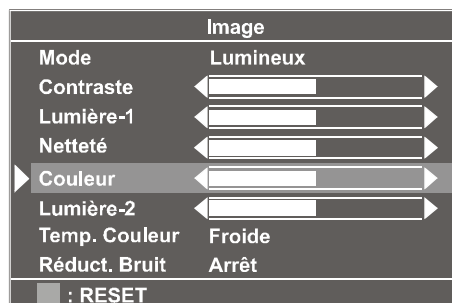 Image
Mode Lumineux
Contraste
Lumière-1
Netteté
Couleur
Lumière-2
Temp. Couleur Froide
Réduct. Bruit Arrêt
: RESET